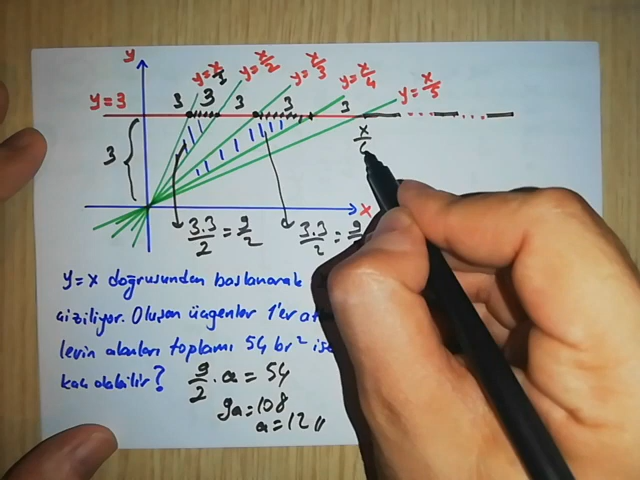 y
y=3
y=x/1
y=x/2
y=x/3
y=x/4
y=x/5
3 3 3 3 3
3
x
3.3/2 = 9/2
3.3/2 = 9
y=x doğrusundan başlanarak
çiziliyor. Oluşan üçgenler 1'er at
lerin alanları toplamı 54 br² ise
kaç olabilir?
9/2 . a = 54
9a=108
a=12